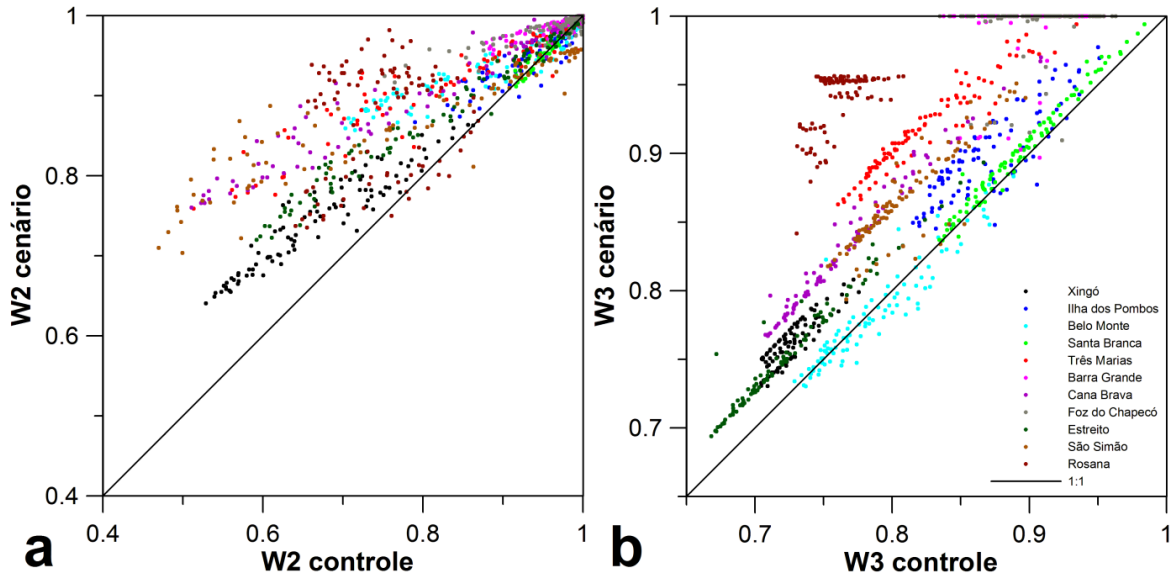 1
0.8
0.6
0.4
W2 cenário
0.4
0.6
0.8
1
W2 controle
a
1
0.9
0.8
0.7
W3 cenário
0.7
0.8
0.9
1
W3 controle
b
Xingó
Ilha dos Pombos
Belo Monte
Santa Branca
Três Marias
Barra Grande
Cana Brava
Foz do Chapecó
Estreito
São Simão
Rosana
1:1